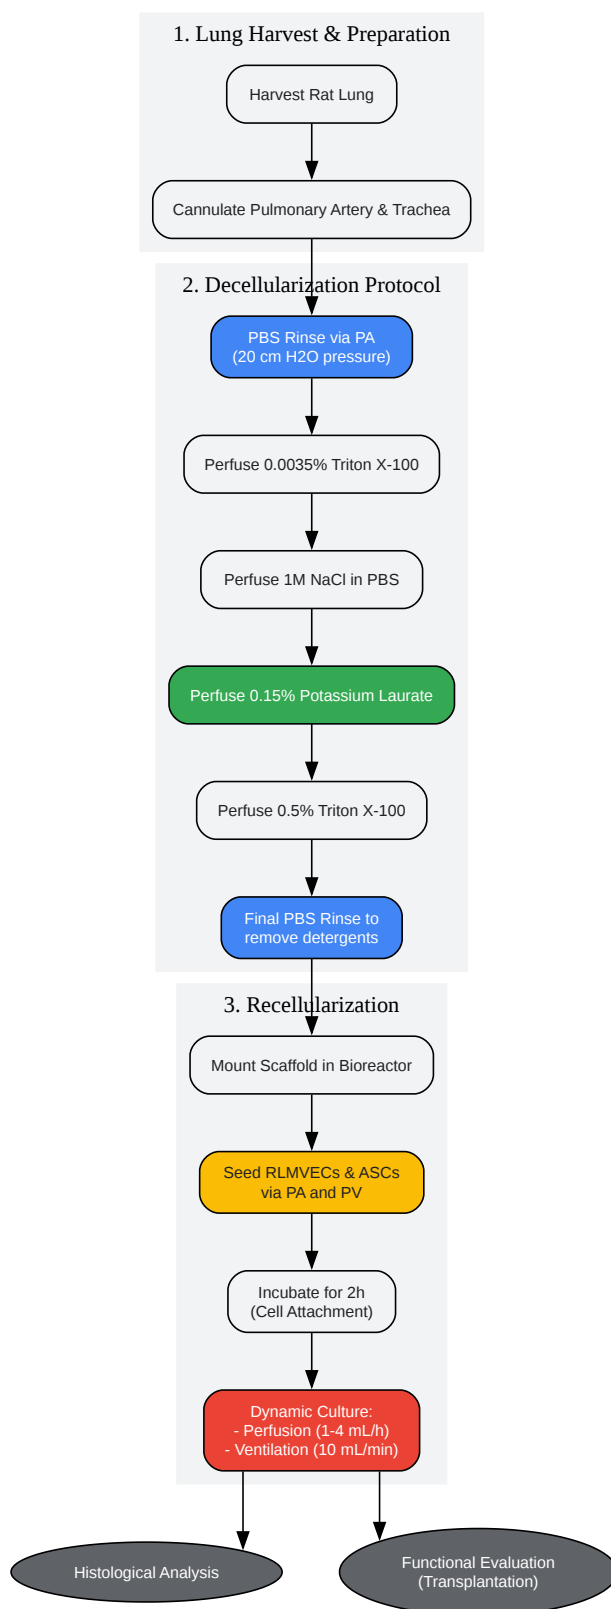 1. Lung Harvest & Preparation
Harvest Rat Lung
Cannulate Pulmonary Artery & Trachea
2. Decellularization Protocol
PBS Rinse via PA
(20 cm H2O pressure)
Perfuse 0.0035% Triton X-100
Perfuse 1M NaCl in PBS
Perfuse 0.15% Potassium Laurate
Perfuse 0.5% Triton X-100
Final PBS Rinse to
remove detergents
3. Recellularization
Mount Scaffold in Bioreactor
Seed RLMVECs & ASCs
via PA and PV
Incubate for 2h
(Cell Attachment)
Dynamic Culture:
- Perfusion (1-4 mL/h)
- Ventilation (10 mL/min)
Histological Analysis
Functional Evaluation
(Transplantation)